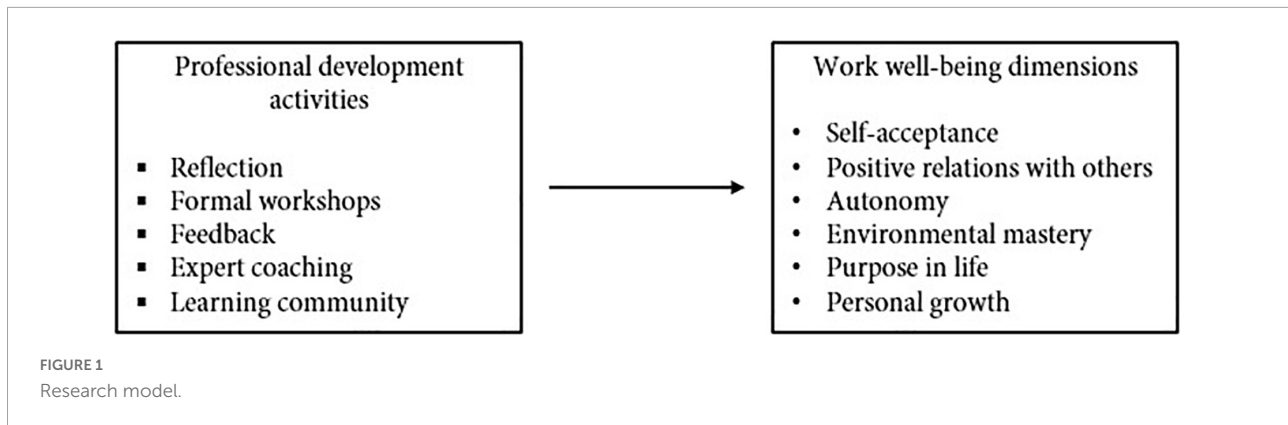 Professional development
activities
▪ Reflection
▪ Formal workshops
▪ Feedback
▪ Expert coaching
▪ Learning community
Work well-being dimensions
• Self-acceptance
• Positive relations with others
• Autonomy
• Environmental mastery
• Purpose in life
• Personal growth
FIGURE 1
Research model.